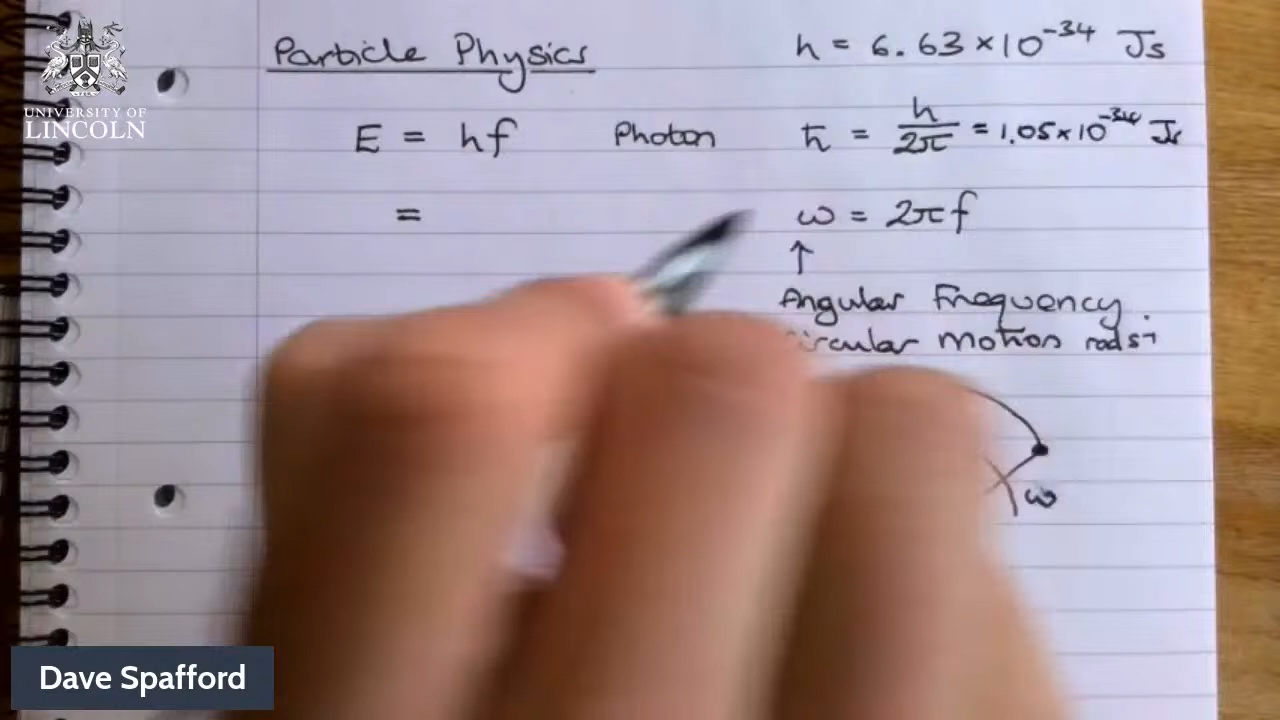 UNIVERSITY OF
LINCOLN
Particle Physics
h = 6.63 × 10⁻³⁴ Js
E = hf Photon
ħ = h/2π = 1.05×10⁻³⁴ Js
=
ω = 2πf
↑
Angular Frequency.
motion rads⁻¹
ω
Dave Spafford